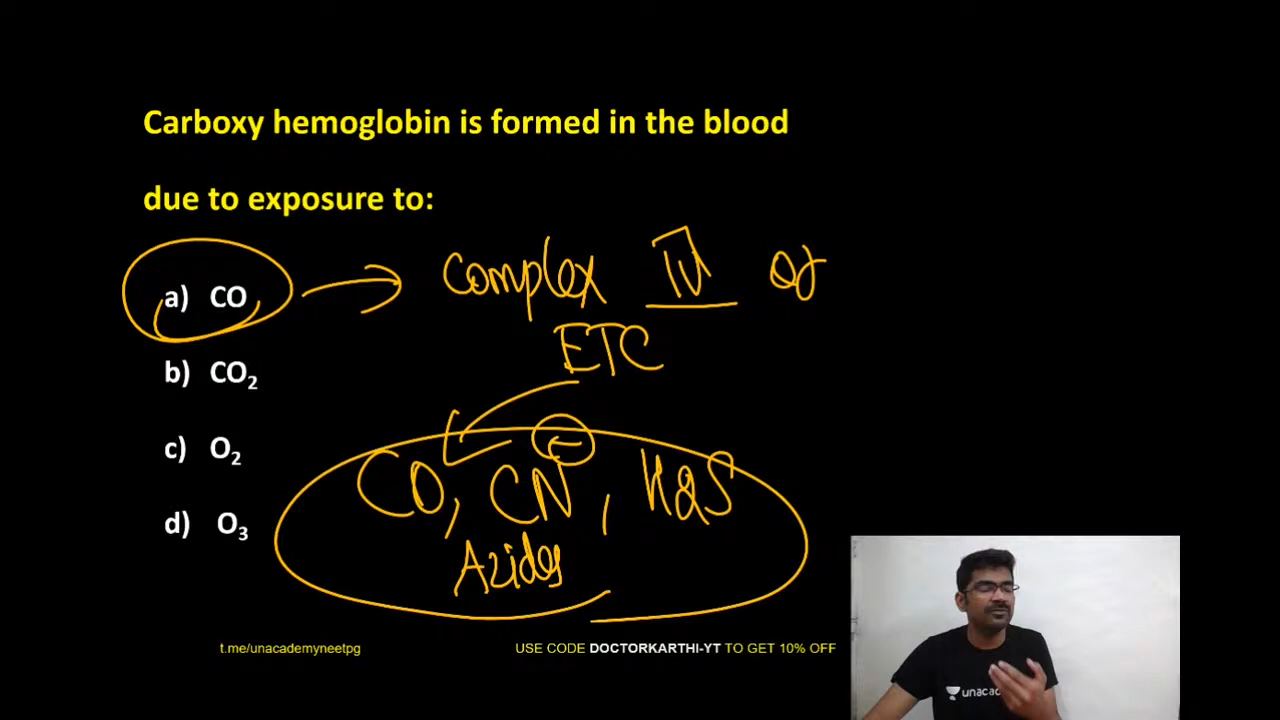 Carboxy hemoglobin is formed in the blood
due to exposure to:
a) CO → Complex IV of
ETC
b) CO₂
c) O₂
CO, CN⁻, H2S
d) O₃
Azides
t.me/unacademyneetpg
USE CODE DOCTORKARTHI-YT TO GET 10% OFF